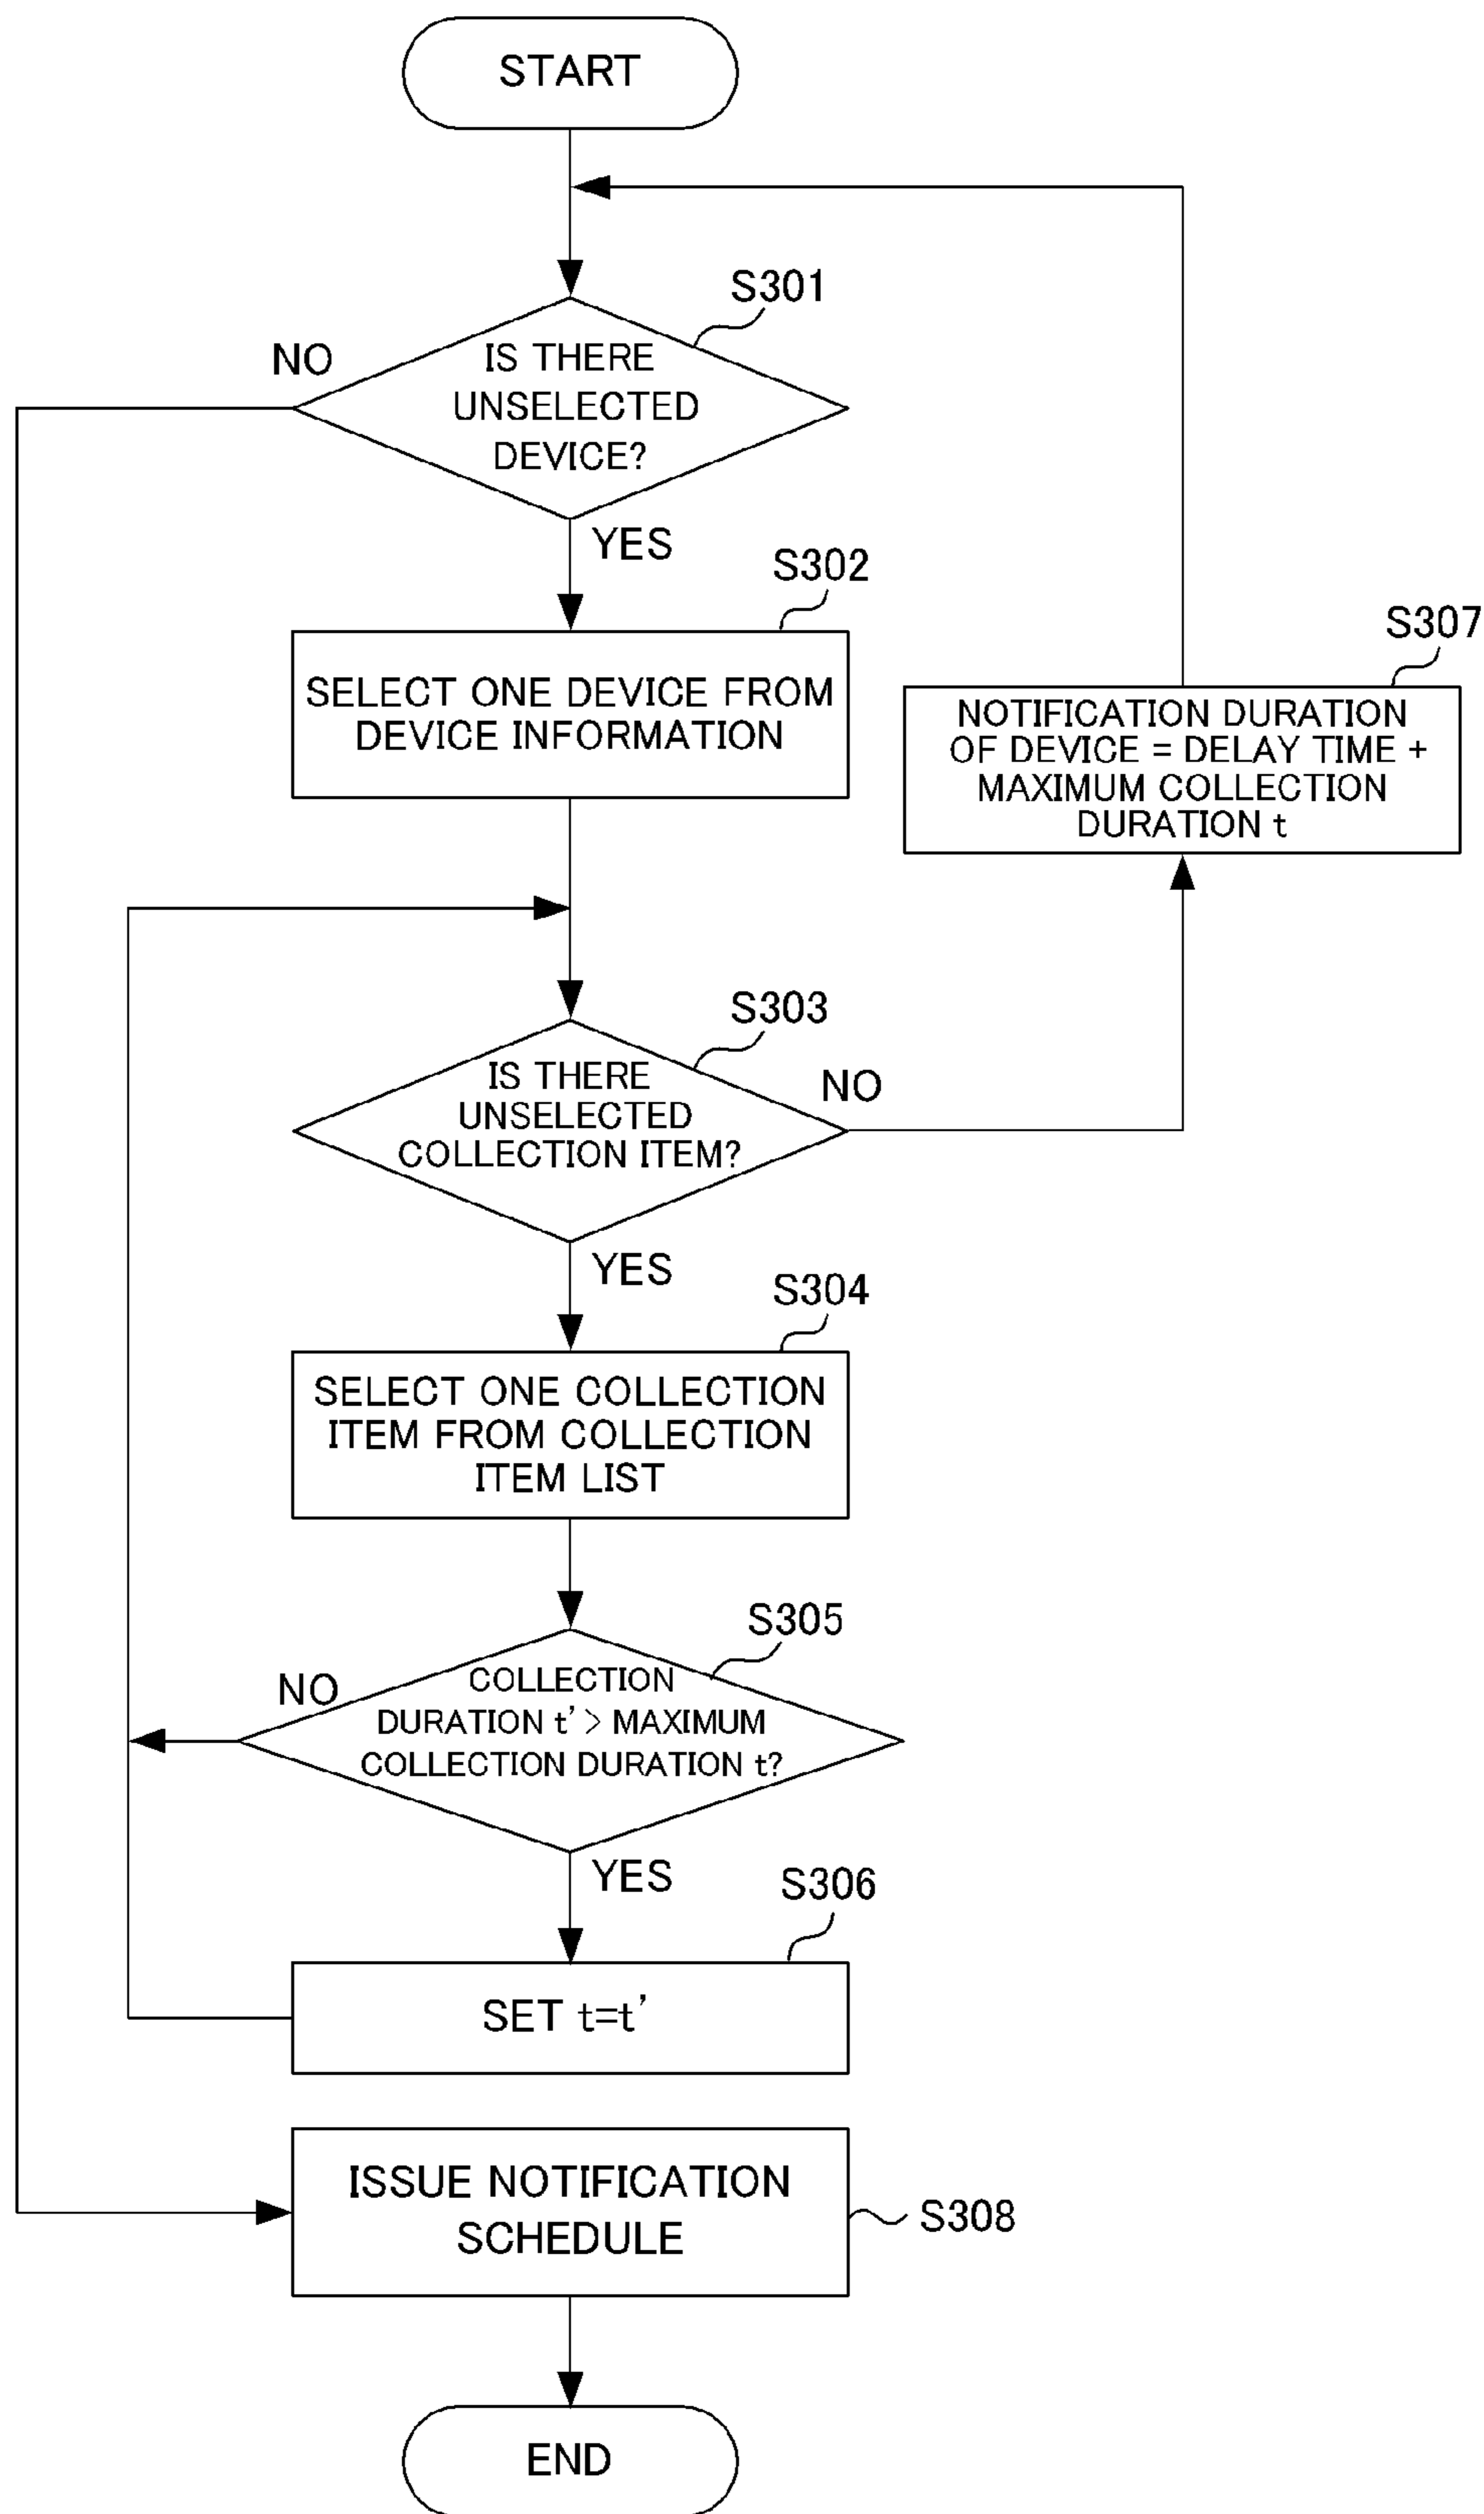 START
S301
NO
IS THERE
UNSELECTED
DEVICE?
YES
S302
SELECT ONE DEVICE FROM
DEVICE INFORMATION
S307
NOTIFICATION DURATION
OF DEVICE = DELAY TIME +
MAXIMUM COLLECTION
DURATION t
S303
IS THERE
UNSELECTED
COLLECTION ITEM?
NO
YES
S304
SELECT ONE COLLECTION
ITEM FROM COLLECTION
ITEM LIST
S305
NO
COLLECTION
DURATION t' > MAXIMUM
COLLECTION DURATION t?
YES
S306
SET t=t'
ISSUE NOTIFICATION
SCHEDULE
S308
END